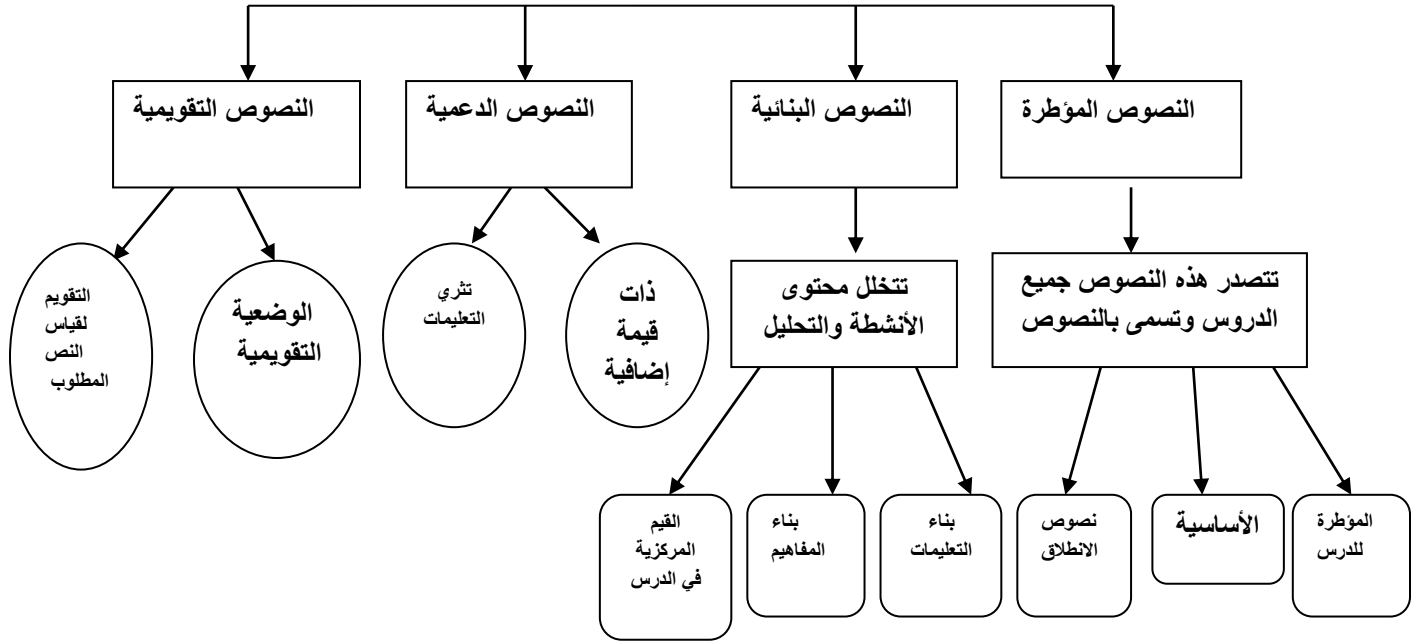 النصوص المؤطرة
النصوص البنائية
النصوص الدعمية
النصوص التقويمية
تتصدر هذه النصوص جميع
الدروس وتسمى بالنصوص
تتخلل محتوى
الأنشطة والتحليل
ذات
قيمة
إضافية
تثري
التعليمات
الوضعية
التقويمية
التقويم
لقياس
النص
المطلوب
المؤطرة
للدرس
الأساسية
نصوص
الانطلاق
بناء
التعليمات
بناء
المفاهيم
القيم
المركزية
في الدرس